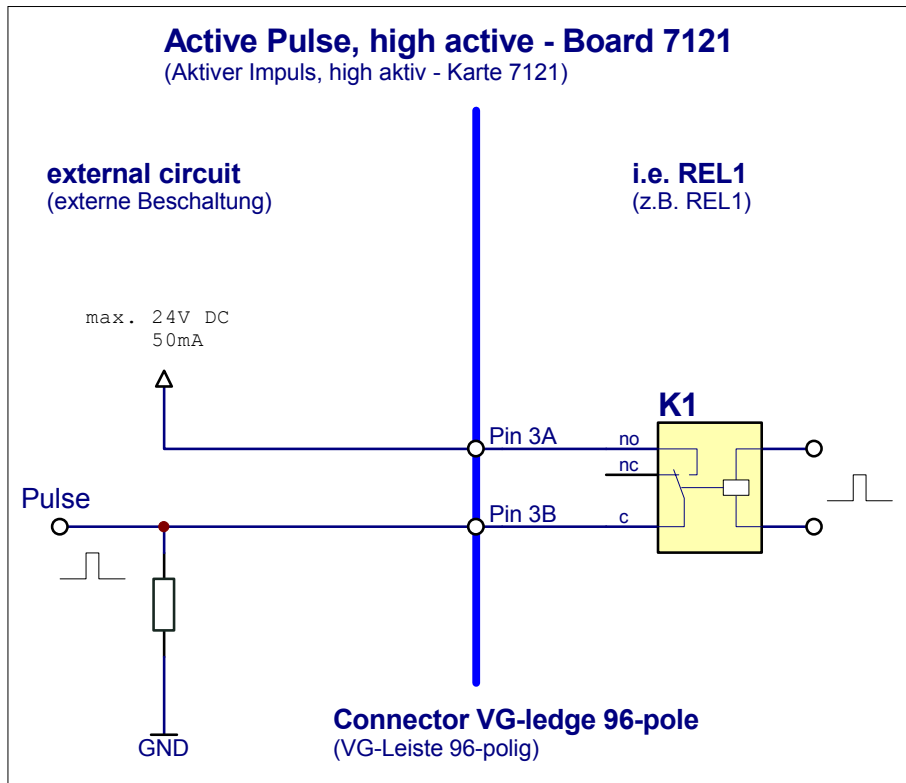 Active Pulse, high active - Board 7121
(Aktiver Impuls, high aktiv - Karte 7121)
external circuit
(externe Beschaltung)
i.e. REL1
(z.B. REL1)
max. 24V DC
50mA
K1
Pin 3A
no
nc
Pulse
Pin 3B
c
GND
Connector VG-ledge 96-pole
(VG-Leiste 96-polig)